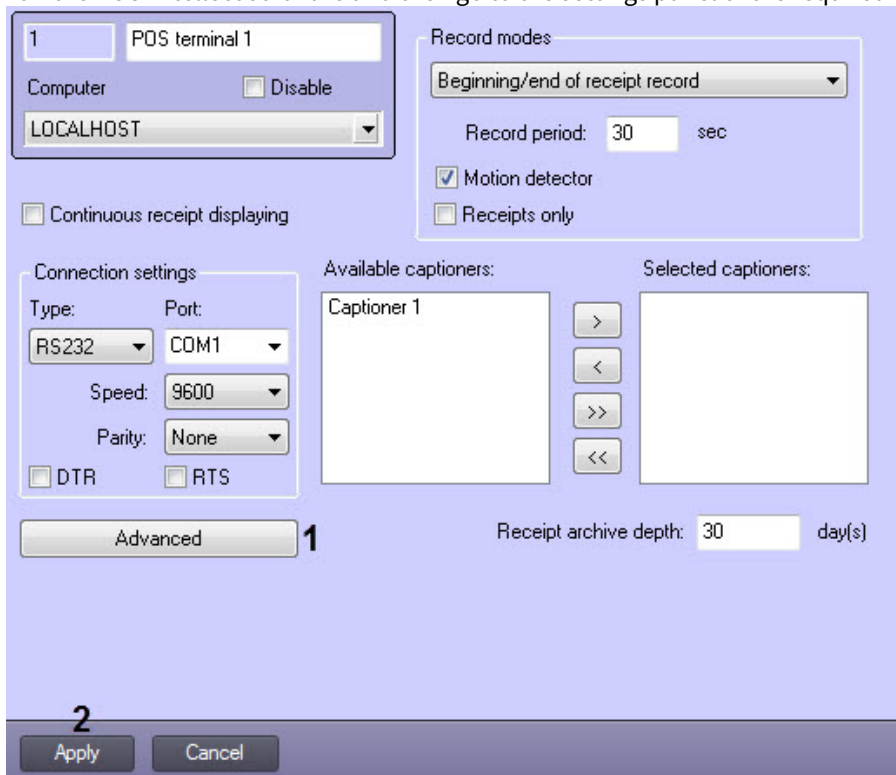 1 POS terminal 1
Computer Disable
LOCALHOST
Continuous receipt displaying
Record modes
Beginning/end of receipt record
Record period: 30 sec
Motion detector
Receipts only
Connection settings
Type: Port:
RS232 COM1
Speed: 9600
Parity: None
DTR RTS
Available captioners:
Captioner 1
>
<
>>
<<
Selected captioners:
Advanced 1
Receipt archive depth: 30 day(s)
2
Apply Cancel